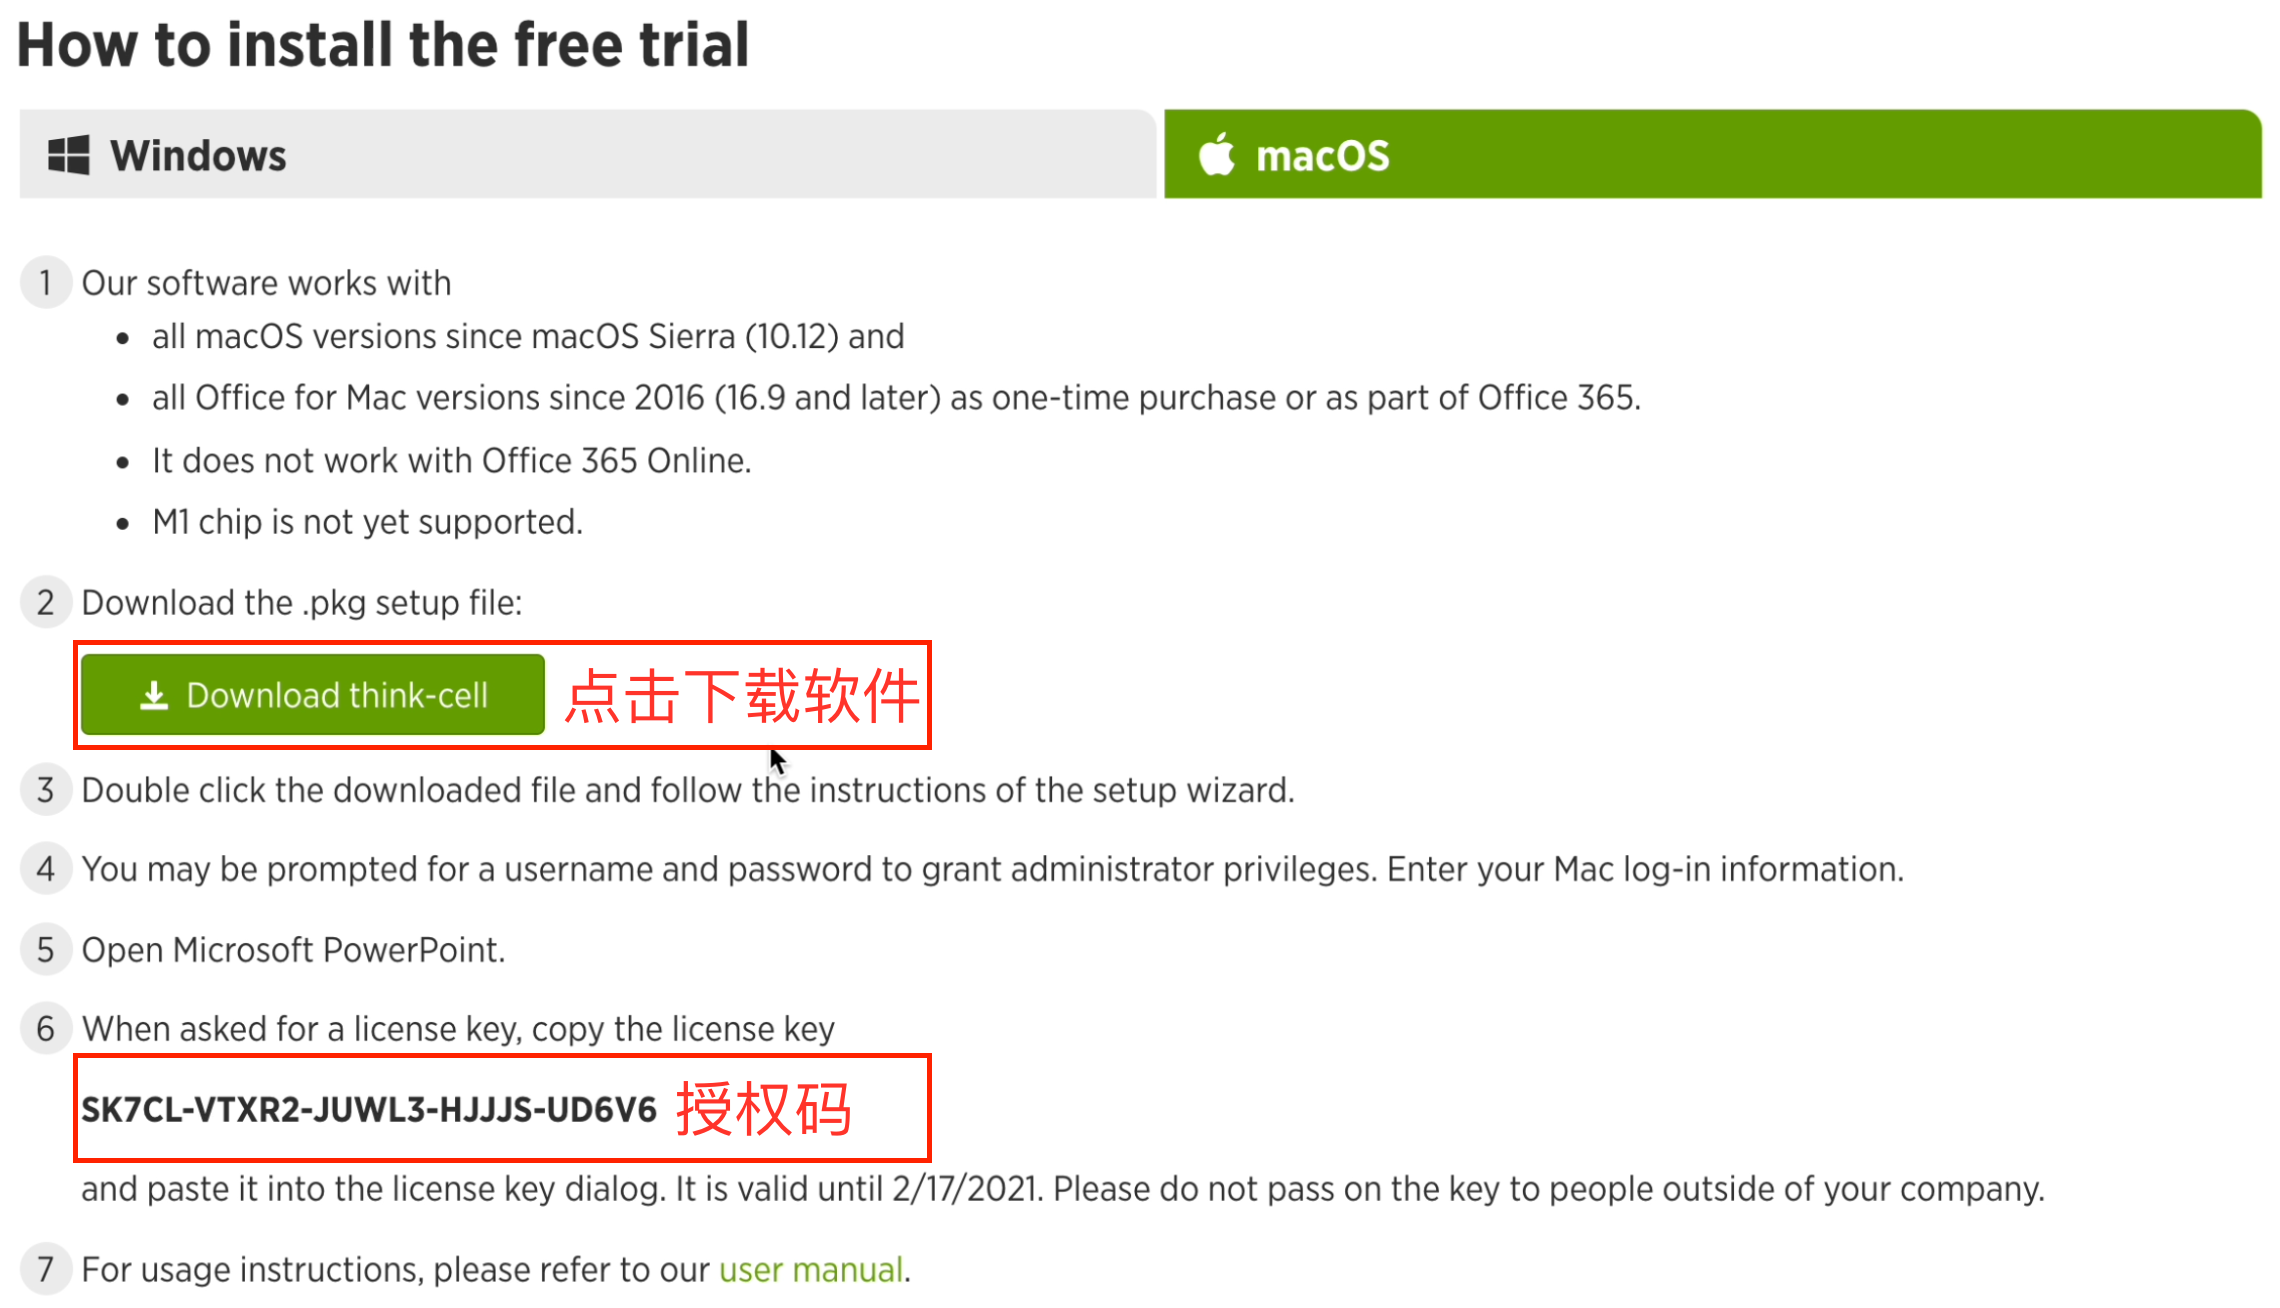 How to install the free trial
Windows
macOS
1 Our software works with
• all macOS versions since macOS Sierra (10.12) and
• all Office for Mac versions since 2016 (16.9 and later) as one-time purchase or as part of Office 365.
• It does not work with Office 365 Online.
• M1 chip is not yet supported.
2 Download the .pkg setup file:
Download think-cell 点击下载软件
3 Double click the downloaded file and follow the instructions of the setup wizard.
4 You may be prompted for a username and password to grant administrator privileges. Enter your Mac log-in information.
5 Open Microsoft PowerPoint.
6 When asked for a license key, copy the license key
SK7CL-VTXR2-JUWL3-HJJJS-UD6V6 授权码
and paste it into the license key dialog. It is valid until 2/17/2021. Please do not pass on the key to people outside of your company.
7 For usage instructions, please refer to our user manual.